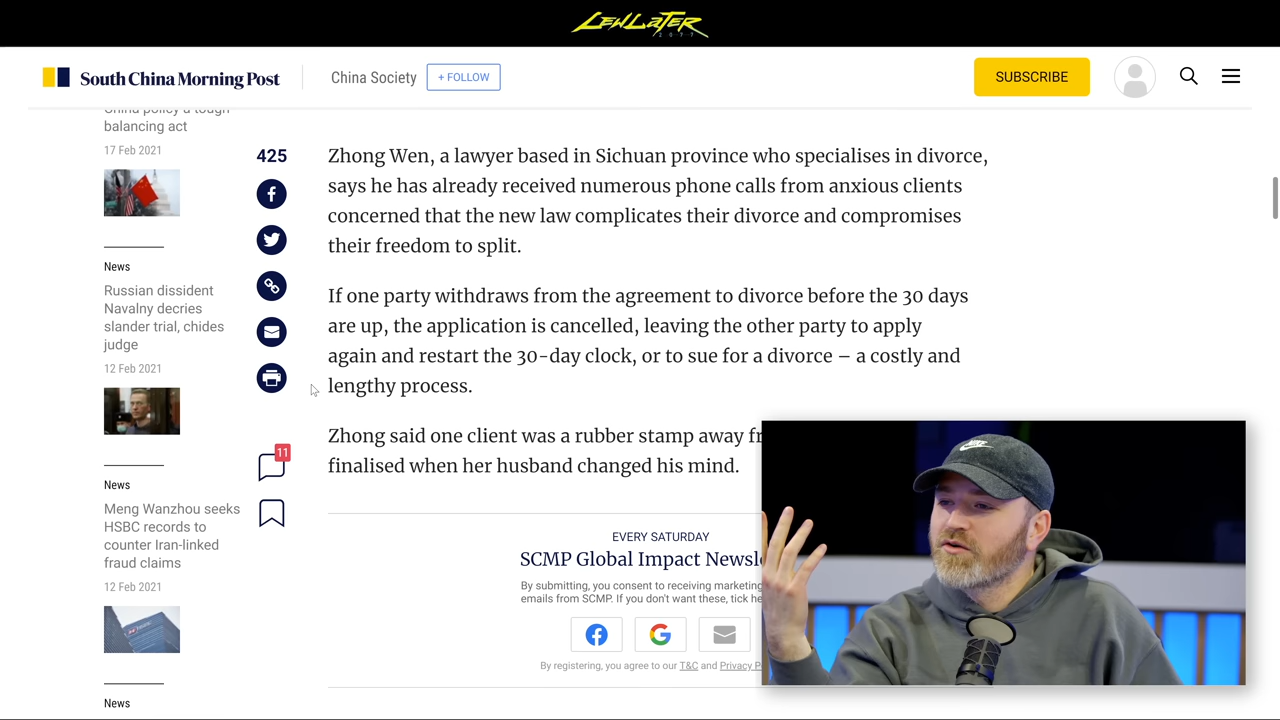 LEWLATER
2077
South China Morning Post
China Society
+ FOLLOW
SUBSCRIBE
China policy a tough
balancing act
17 Feb 2021
News
Russian dissident
Navalny decries
slander trial, chides
judge
12 Feb 2021
News
Meng Wanzhou seeks
HSBC records to
counter Iran-linked
fraud claims
12 Feb 2021
News
425
11
Zhong Wen, a lawyer based in Sichuan province who specialises in divorce,
says he has already received numerous phone calls from anxious clients
concerned that the new law complicates their divorce and compromises
their freedom to split.
If one party withdraws from the agreement to divorce before the 30 days
are up, the application is cancelled, leaving the other party to apply
again and restart the 30-day clock, or to sue for a divorce – a costly and
lengthy process.
Zhong said one client was a rubber stamp away fr
finalised when her husband changed his mind.
EVERY SATURDAY
SCMP Global Impact Newsl
By submitting, you consent to receiving marketing
emails from SCMP. If you don't want these, tick he
By registering, you agree to our T&C and Privacy P